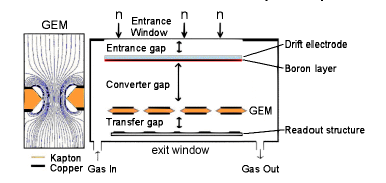 GEM
n n n n
Entrance
Window
Entrance gap
Drift electrode
Boron layer
Converter gap
GEM
Transfer gap
Readout structure
Kapton
Copper
Gas In
exit window
Gas Out